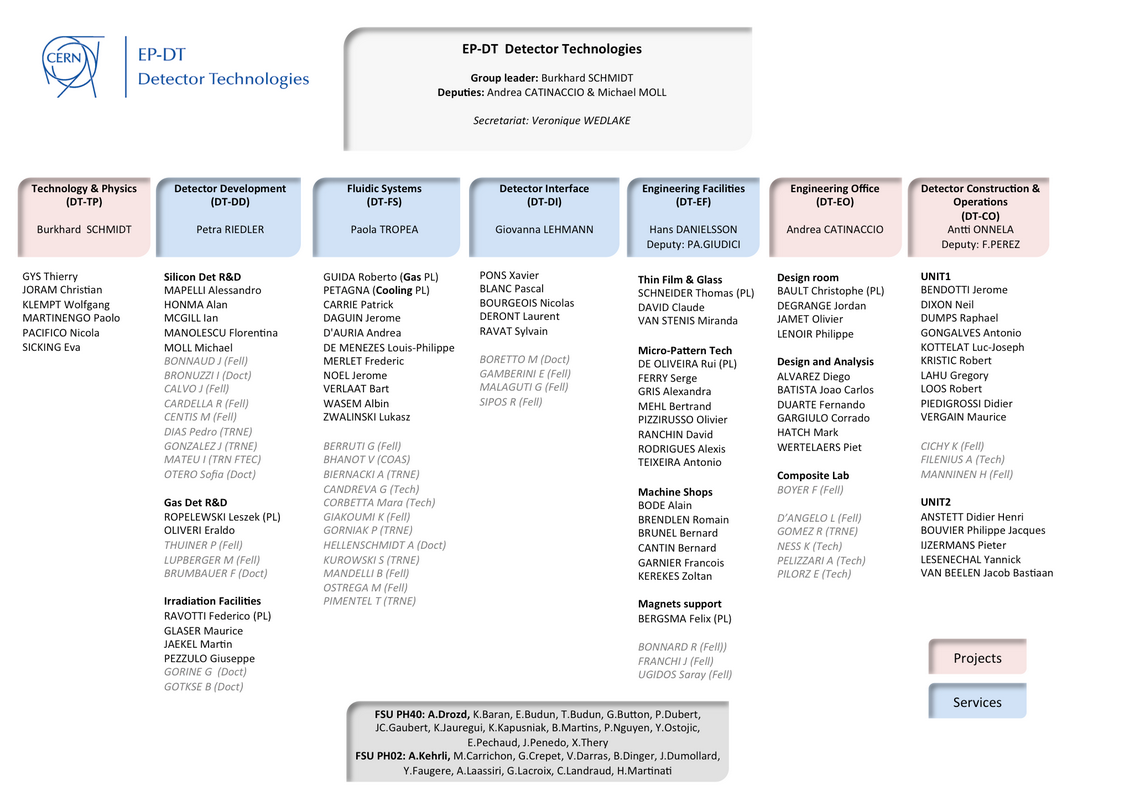 CERN
EP-DT
Detector Technologies
EP-DT Detector Technologies
Group leader: Burkhard SCHMIDT
Deputies: Andrea CATINACCIO & Michael MOLL
Secretariat: Veronique WEDLAKE
Technology & Physics
(DT-TP)
Burkhard SCHMIDT
GYS Thierry
JORAM Christian
KLEMPT Wolfgang
MARTINENGO Paolo
PACIFICO Nicola
SICKING Eva
Detector Development
(DT-DD)
Petra RIEDLER
Silicon Det R&D
MAPELLI Alessandro
HONMA Alan
MCGILL Ian
MANOLESCU Florentina
MOLL Michael
BONNAUD J (Fell)
BRONUZZI I (Doct)
CALVO J (Fell)
CARDELLA R (Fell)
CENTIS M (Fell)
DIAS Pedro (TRNE)
GONZALEZ J (TRNE)
MATEU I (TRN FTEC)
OTERO Sofia (Doct)
Gas Det R&D
ROPELEWSKI Leszek (PL)
OLIVERI Eraldo
THUINER P (Fell)
LUPBERGER M (Fell)
BRUMBAUER F (Doct)
Irradiation Facilities
RAVOTTI Federico (PL)
GLASER Maurice
JAEKEL Martin
PEZZULO Giuseppe
GORINE G (Doct)
GOTKSE B (Doct)
Fluidic Systems
(DT-FS)
Paola TROPEA
GUIDA Roberto (Gas PL)
PETAGNA (Cooling PL)
CARRIE Patrick
DAGUIN Jerome
D'AURIA Andrea
DE MENEZES Louis-Philippe
MERLET Frederic
NOEL Jerome
VERLAAT Bart
WASEM Albin
ZWALINSKI Lukasz
BERRUTI G (Fell)
BHANOT V (COAS)
BIERNACKI A (TRNE)
CANDREVA G (Tech)
CORBETTA Mara (Tech)
GIAKOUMI K (Fell)
GORNIAK P (TRNE)
HELLENSCHMIDT A (Doct)
KUROWSKI S (TRNE)
MANDELLI B (Fell)
OSTREGA M (Fell)
PIMENTEL T (TRNE)
Detector Interface
(DT-DI)
Giovanna LEHMANN
PONS Xavier
BLANC Pascal
BOURGEOIS Nicolas
DERONT Laurent
RAVAT Sylvain
BORETTO M (Doct)
GAMBERINI E (Fell)
MALAGUTI G (Fell)
SIPOS R (Fell)
Engineering Facilities
(DT-EF)
Hans DANIELSSON
Deputy: PA.GIUDICI
Thin Film & Glass
SCHNEIDER Thomas (PL)
DAVID Claude
VAN STENIS Miranda
Micro-Pattern Tech
DE OLIVEIRA Rui (PL)
FERRY Serge
GRIS Alexandra
MEHL Bertrand
PIZZIRUSSO Olivier
RANCHIN David
RODRIGUES Alexis
TEIXEIRA Antonio
Machine Shops
BODE Alain
BRENDLEN Romain
BRUNEL Bernard
CANTIN Bernard
GARNIER Francois
KEREKES Zoltan
Magnets support
BERGSMA Felix (PL)
BONNARD R (Fell))
FRANCHI J (Fell)
UGIDOS Saray (Fell)
Engineering Office
(DT-EO)
Andrea CATINACCIO
Design room
BAULT Christophe (PL)
DEGRANGE Jordan
JAMET Olivier
LENOIR Philippe
Design and Analysis
ALVAREZ Diego
BATISTA Joao Carlos
DUARTE Fernando
GARGIULO Corrado
HATCH Mark
WERTELAERS Piet
Composite Lab
BOYER F (Fell)
D'ANGELO L (Fell)
GOMEZ R (TRNE)
NESS K (Tech)
PELIZZARI A (Tech)
PILORZ E (Tech)
Detector Construction &
Operations
(DT-CO)
Antti ONNELA
Deputy: F.PEREZ
UNIT1
BENDOTTI Jerome
DIXON Neil
DUMPS Raphael
GONGALVES Antonio
KOTTELAT Luc-Joseph
KRISTIC Robert
LAHU Gregory
LOOS Robert
PIEDIGROSSI Didier
VERGAIN Maurice
CICHY K (Fell)
FILENIUS A (Tech)
MANNINEN H (Fell)
UNIT2
ANSTETT Didier Henri
BOUVIER Philippe Jacques
IJZERMANS Pieter
LESENECHAL Yannick
VAN BEELEN Jacob Bastiaan
Projects
Services
FSU PH40: A.Drozd, K.Baran, E.Budun, T.Budun, G.Button, P.Dubert,
JC.Gaubert, K.Jauregui, K.Kapusniak, B.Martins, P.Nguyen, Y.Ostojic,
E.Pechaud, J.Penedo, X.Thery
FSU PH02: A.Kehrli, M.Carrichon, G.Crepet, V.Darras, B.Dinger, J.Dumollard,
Y.Faugere, A.Laassiri, G.Lacroix, C.Landraud, H.Martinati